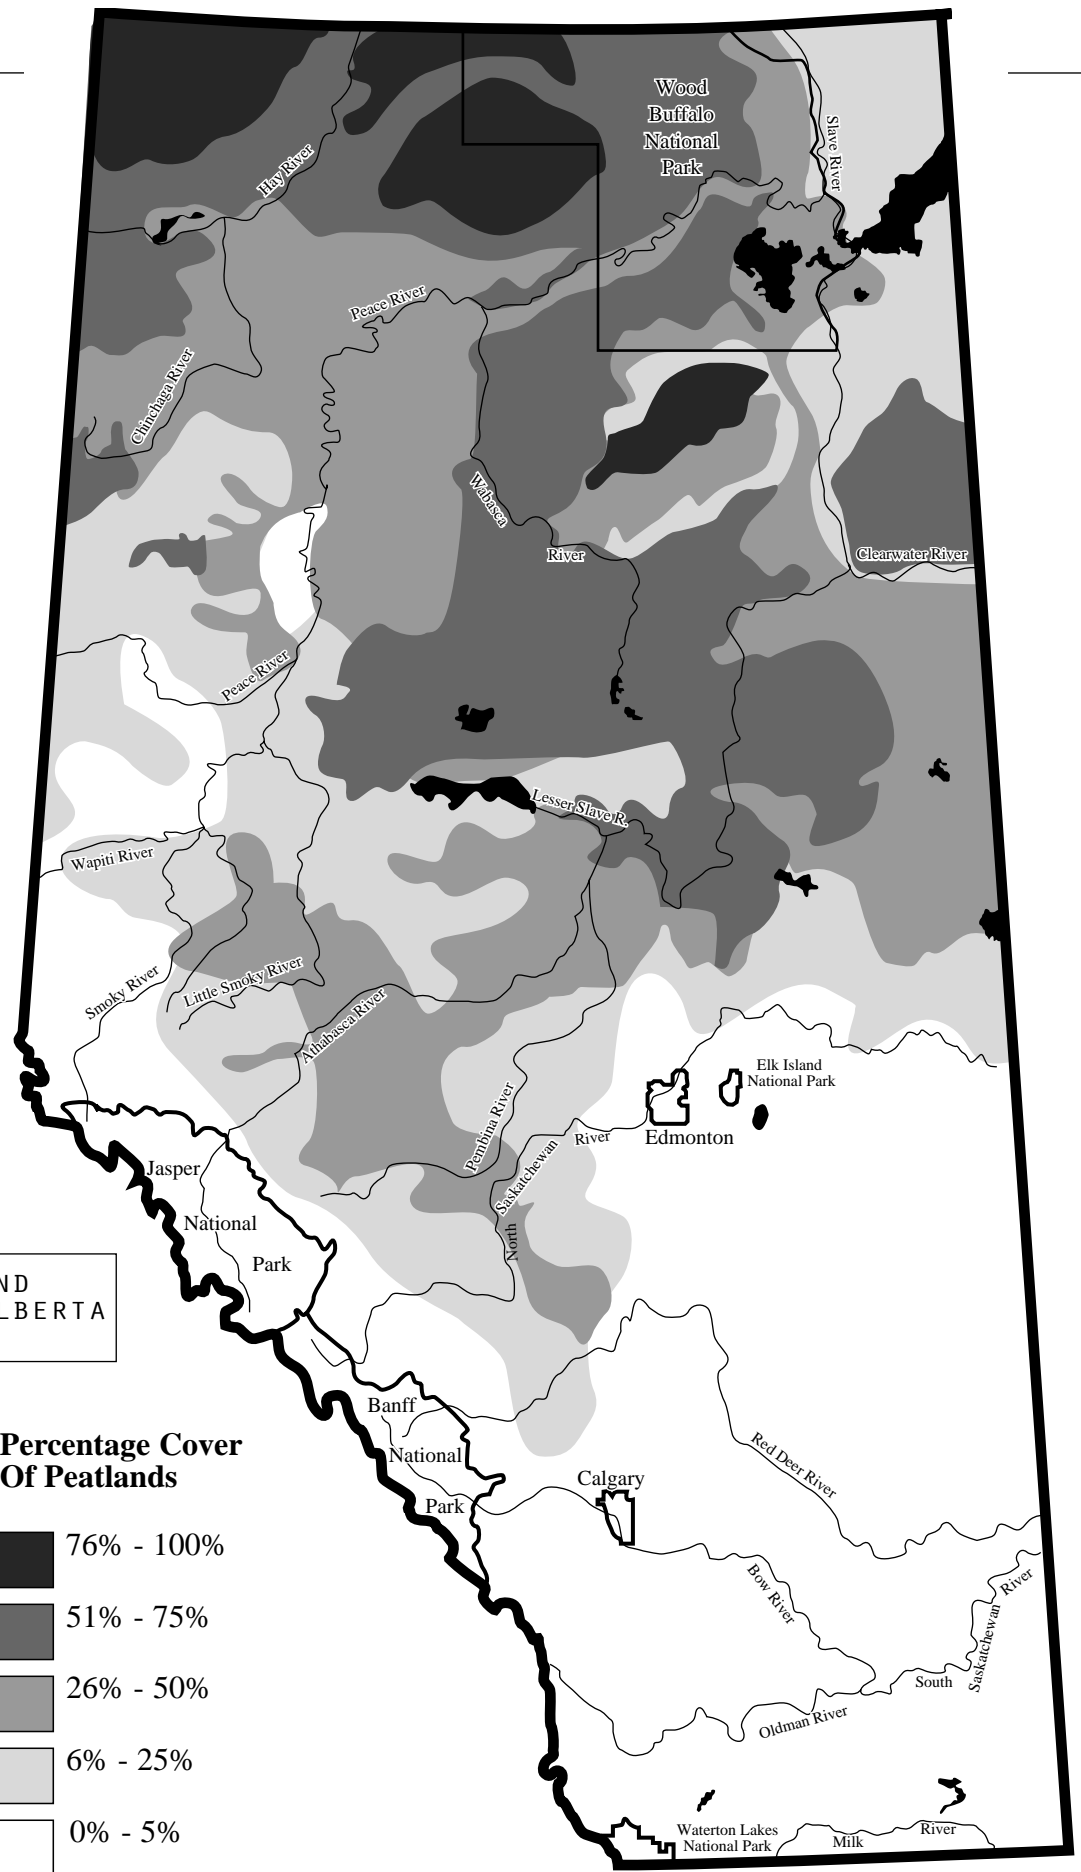 Wood
Buffalo
National
Park
Slave River
Hay River
Peace River
Chinchaga River
Wabasca
River
Clearwater River
Peace River
Lesser Slave R.
Wapiti River
Smoky River
Little Smoky River
Athabasca River
Elk Island
National Park
Pembina River
Edmonton
North
Saskatchewan
River
Jasper
National
Park
LBERTA
Banff
National
Park
Percentage Cover
Of Peatlands
76% - 100%
51% - 75%
26% - 50%
6% - 25%
0% - 5%
Calgary
Red Deer River
Bow River
South
Saskatchewan
River
Oldman River
Waterton Lakes
National Park
Milk
River